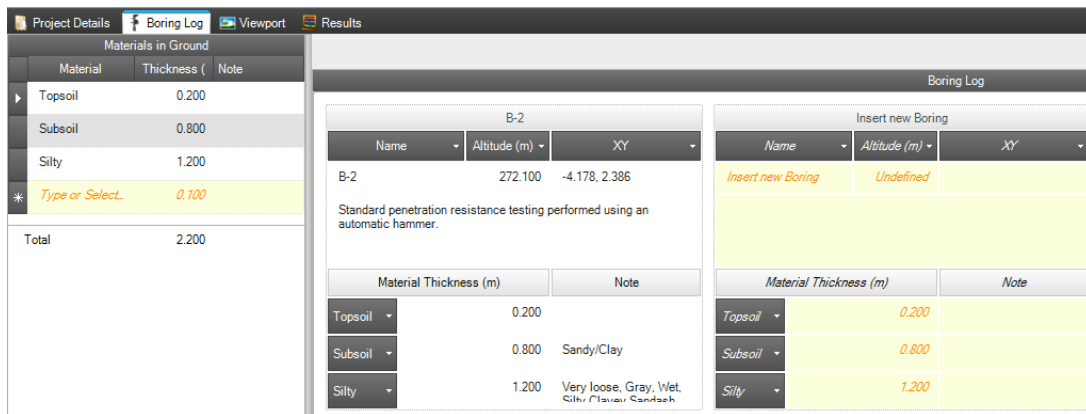 Project Details Boring Log Viewport Results
Materials in Ground
Material Thickness ( Note
Topsoil 0.200
Subsoil 0.800
Silty 1.200
Type or Select... 0.100
Total 2.200
Boring Log
B-2
Name Altitude (m) XY
B-2 272.100 -4.178, 2.386
Standard penetration resistance testing performed using an
automatic hammer.
Material Thickness (m) Note
Topsoil 0.200
Subsoil 0.800 Sandy/Clay
Silty 1.200 Very loose, Gray, Wet,
Silty Clayey Sandash
Insert new Boring
Name Altitude (m) XY
Insert new Boring Undefined
Material Thickness (m) Note
Topsoil 0.200
Subsoil 0.800
Silty 1.200